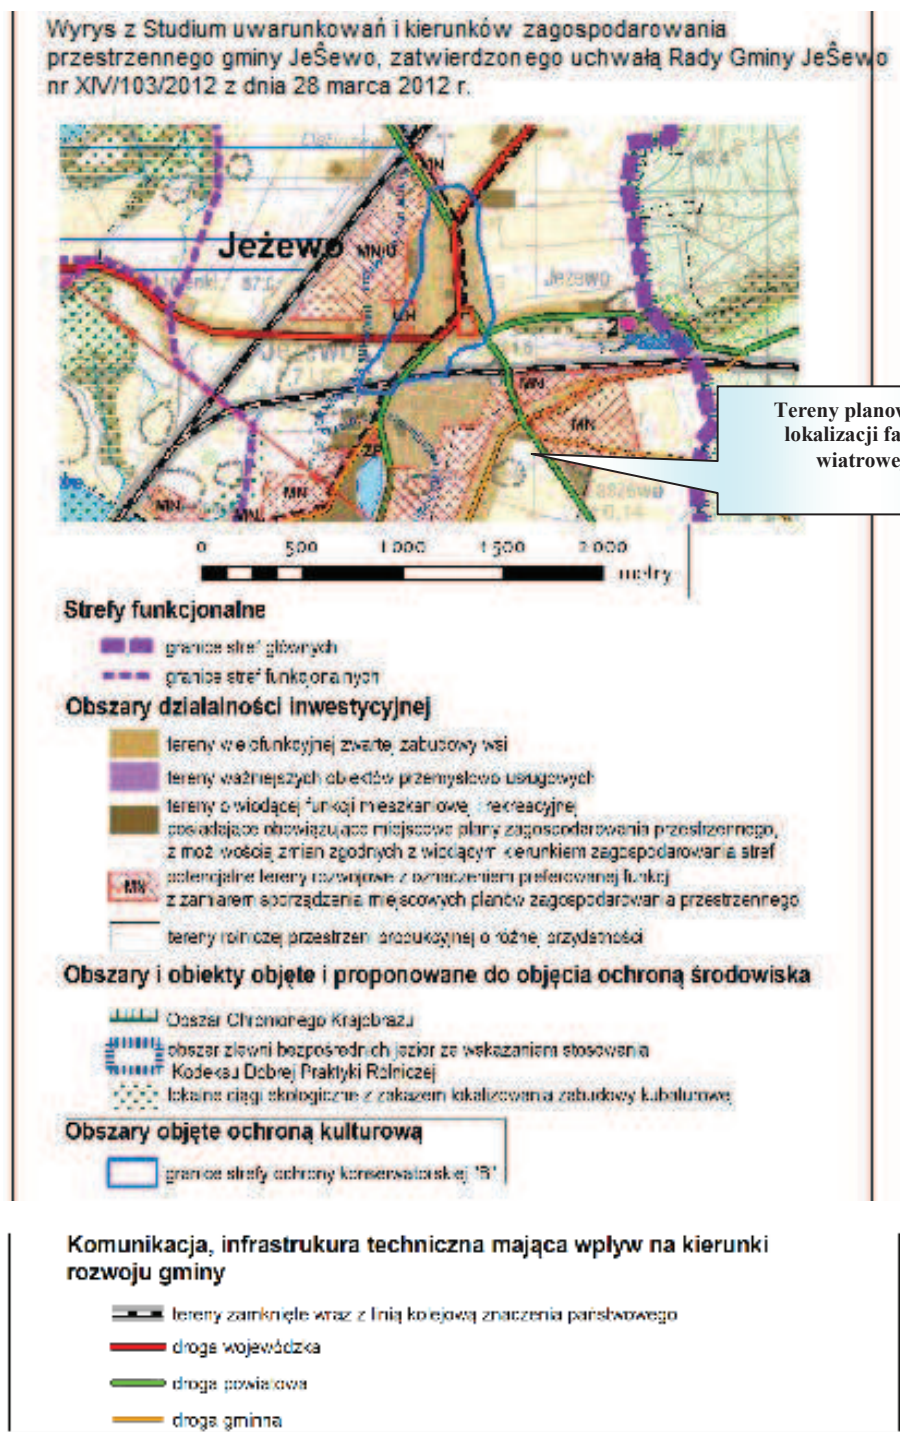 Wyrys z Studium uwarunkowań i kierunków zagospodarowania
przestrzennego gminy JeŜewo, zatwierdzonego uchwałą Rady Gminy JeŜewo
nr XIV/103/2012 z dnia 28 marca 2012 r.
MN
Jeżewo
MN/U
Jeżewo
Jeżewo
2
MN
MN
MN
MN
MN
Tereny planow
lokalizacji fa
wiatrowe
0 500 1 000 1 500 2 000
metry
Strefy funkcjonalne
granice stref głównych
granice stref funkcjonalnych
Obszary działalności inwestycyjnej
tereny wielofunkcyjnej zwartej zabudowy wsi
tereny ważniejszych obiektów przemysłowo usługowych
tereny o wiodącej funkcji mieszkaniowej i rekreacyjnej
posiadające obowiązujące miejscowe plany zagospodarowania przestrzennego,
z możliwością zmian zgodnych z wiodącym kierunkiem zagospodarowania stref
MN
potencjalne tereny rozwojowe z oznaczeniem preferowanej funkcji
z zamiarem sporządzenia miejscowych planów zagospodarowania przestrzennego
tereny rolniczej przestrzeni produkcyjnej o różnej przydatności
Obszary i obiekty objęte i proponowane do objęcia ochroną środowiska
Obszar Chronionego Krajobrazu
obszar zlewni bezpośrednich jezior ze wskazaniem stosowania
Kodeksu Dobrej Praktyki Rolniczej
lokalne ciągi ekologiczne z zakazem lokalizowania zabudowy kubaturowej
Obszary objęte ochroną kulturową
granice strefy ochrony konserwatorskiej "B"
Komunikacja, infrastrukura techniczna mająca wpływ na kierunki
rozwoju gminy
tereny zamknięte wraz z linią kolejową znaczenia państwowego
droga wojewódzka
droga powiatowa
droga gminna